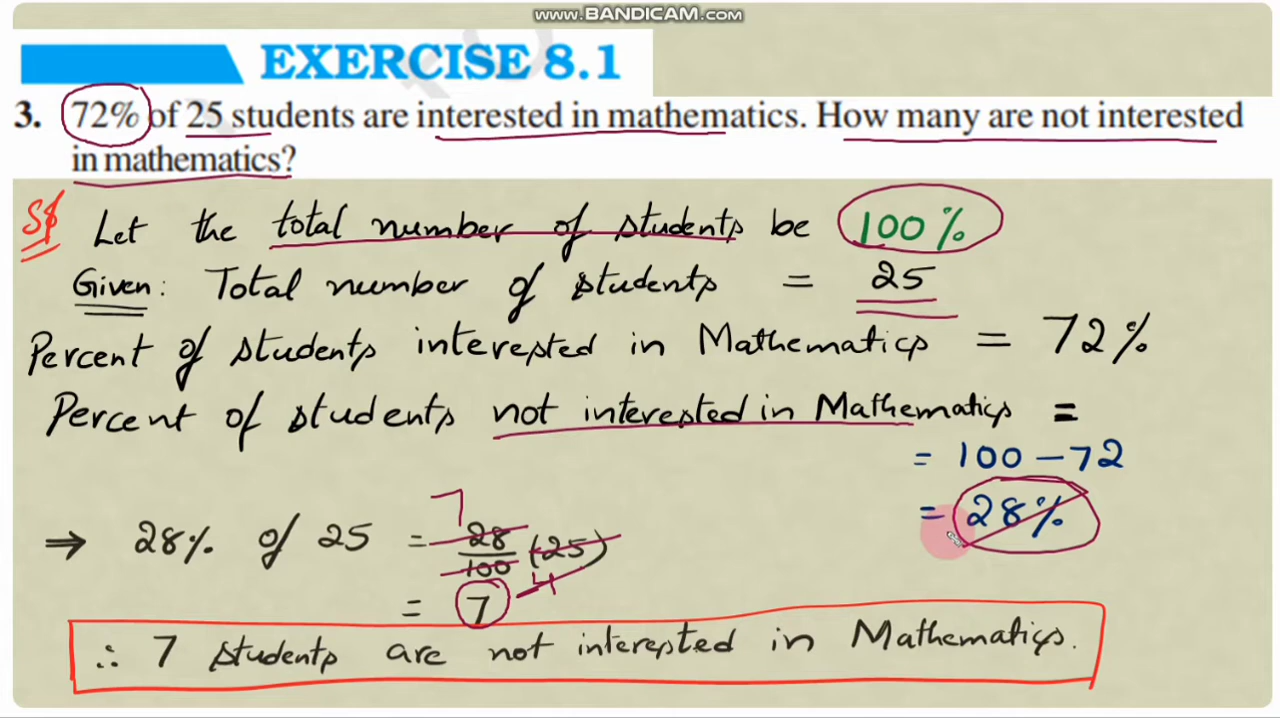 www.BANDICAM.com
EXERCISE 8.1
3. 72% of 25 students are interested in mathematics. How many are not interested
in mathematics?
Sol
Let the total number of students be 100%
Given: Total number of students = 25
Percent of students interested in Mathematics = 72%
Percent of students not interested in Mathematics =
= 100 - 72
= 28%
7
⇒ 28% of 25 = 28/100 (25)
4
= 7
∴ 7 students are not interested in Mathematics.